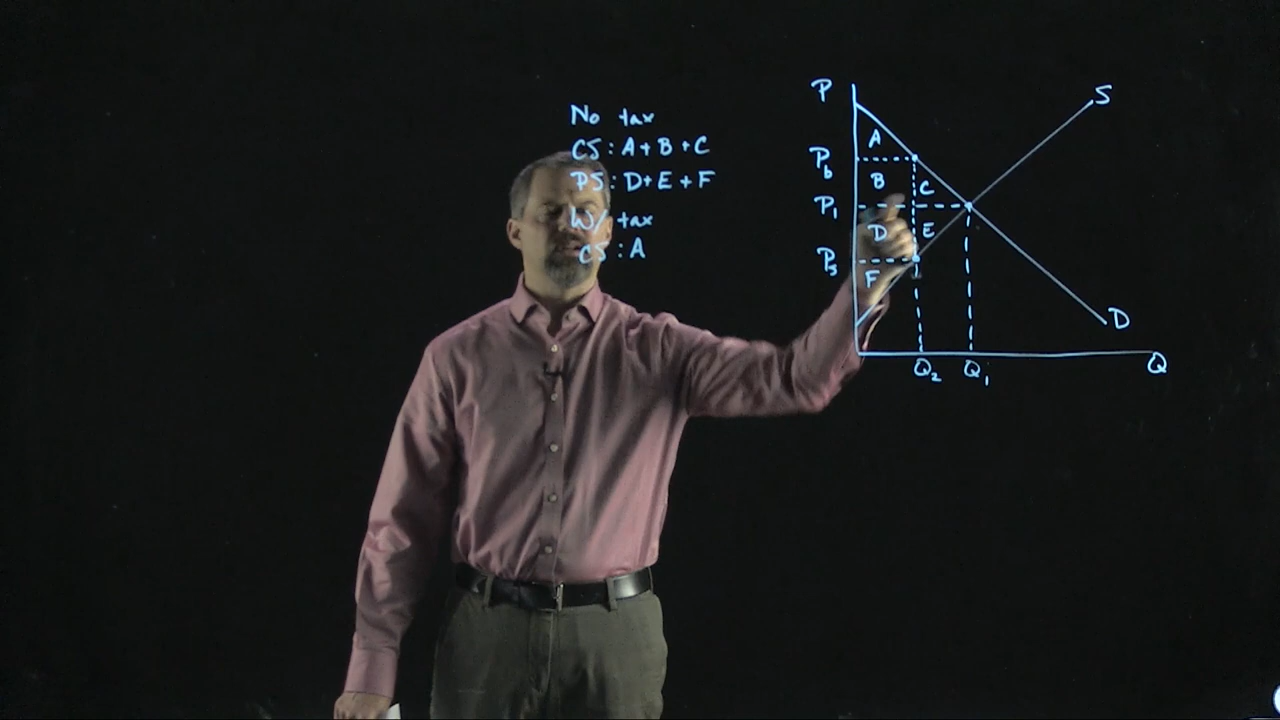 No tax
CS: A+B+C
PS: D+E+F
W/ tax
CS: A
P
S
A
Pb
B
C
P1
D
E
Ps
F
D
Q2
Q1
Q